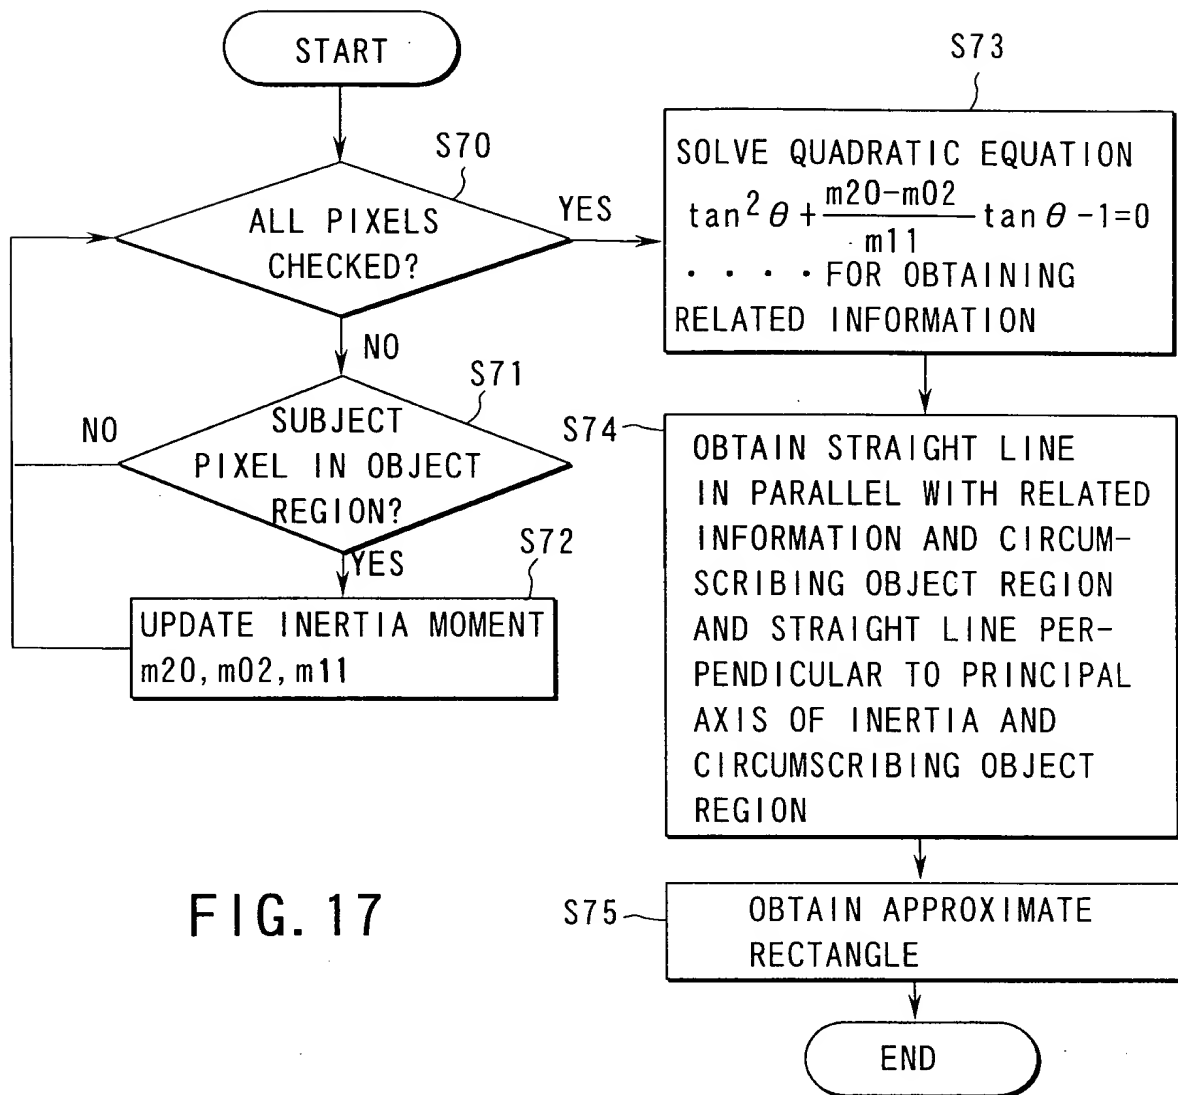 START
S70
ALL PIXELS
CHECKED?
YES
NO
S71
SUBJECT
PIXEL IN OBJECT
REGION?
NO
YES
S72
UPDATE INERTIA MOMENT
m20, m02, m11
S73
SOLVE QUADRATIC EQUATION
tan² θ + (m20-m02)/m11 tan θ -1=0
・ ・ ・ ・ FOR OBTAINING
RELATED INFORMATION
S74
OBTAIN STRAIGHT LINE
IN PARALLEL WITH RELATED
INFORMATION AND CIRCUM-
SCRIBING OBJECT REGION
AND STRAIGHT LINE PER-
PENDICULAR TO PRINCIPAL
AXIS OF INERTIA AND
CIRCUMSCRIBING OBJECT
REGION
S75
OBTAIN APPROXIMATE
RECTANGLE
END
FIG. 17